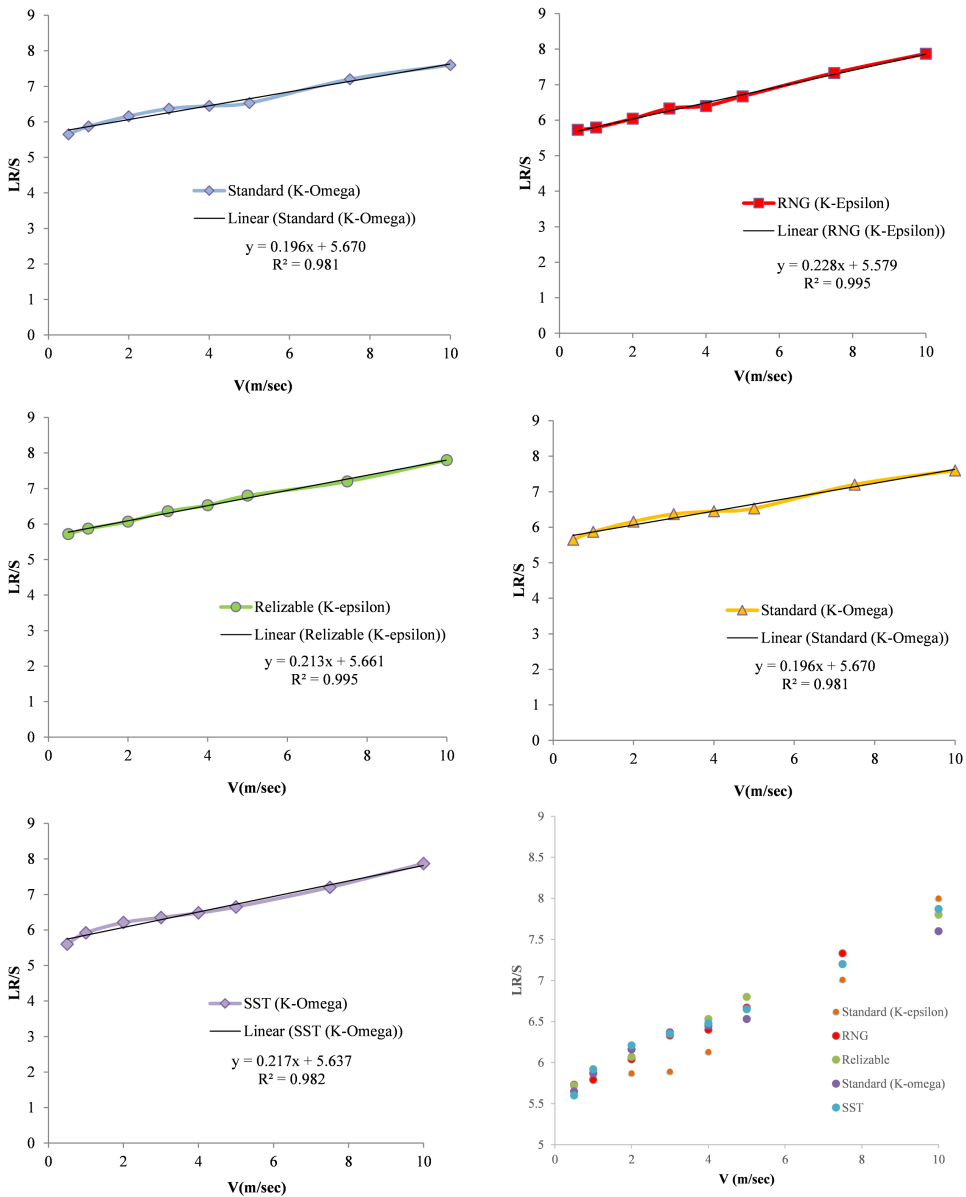 9
8
7
6
5
4
3
2
1
0
LR/S
0 2 4 6 8 10
V(m/sec)
Standard (K-Omega)
Linear (Standard (K-Omega))
y = 0.196x + 5.670
R² = 0.981
9
8
7
6
5
4
3
2
1
0
LR/S
0 2 4 6 8 10
V(m/sec)
RNG (K-Epsilon)
Linear (RNG (K-Epsilon))
y = 0.228x + 5.579
R² = 0.995
9
8
7
6
5
4
3
2
1
0
LR/S
0 2 4 6 8 10
V(m/sec)
Relizable (K-epsilon)
Linear (Relizable (K-epsilon))
y = 0.213x + 5.661
R² = 0.995
9
8
7
6
5
4
3
2
1
0
LR/S
0 2 4 6 8 10
V(m/sec)
Standard (K-Omega)
Linear (Standard (K-Omega))
y = 0.196x + 5.670
R² = 0.981
9
8
7
6
5
4
3
2
1
0
LR/S
0 2 4 6 8 10
V(m/sec)
SST (K-Omega)
Linear (SST (K-Omega))
y = 0.217x + 5.637
R² = 0.982
9
8.5
8
7.5
7
6.5
6
5.5
5
LR/S
0 2 4 6 8 10
V (m/sec)
Standard (K-epsilon)
RNG
Relizable
Standard (K-omega)
SST